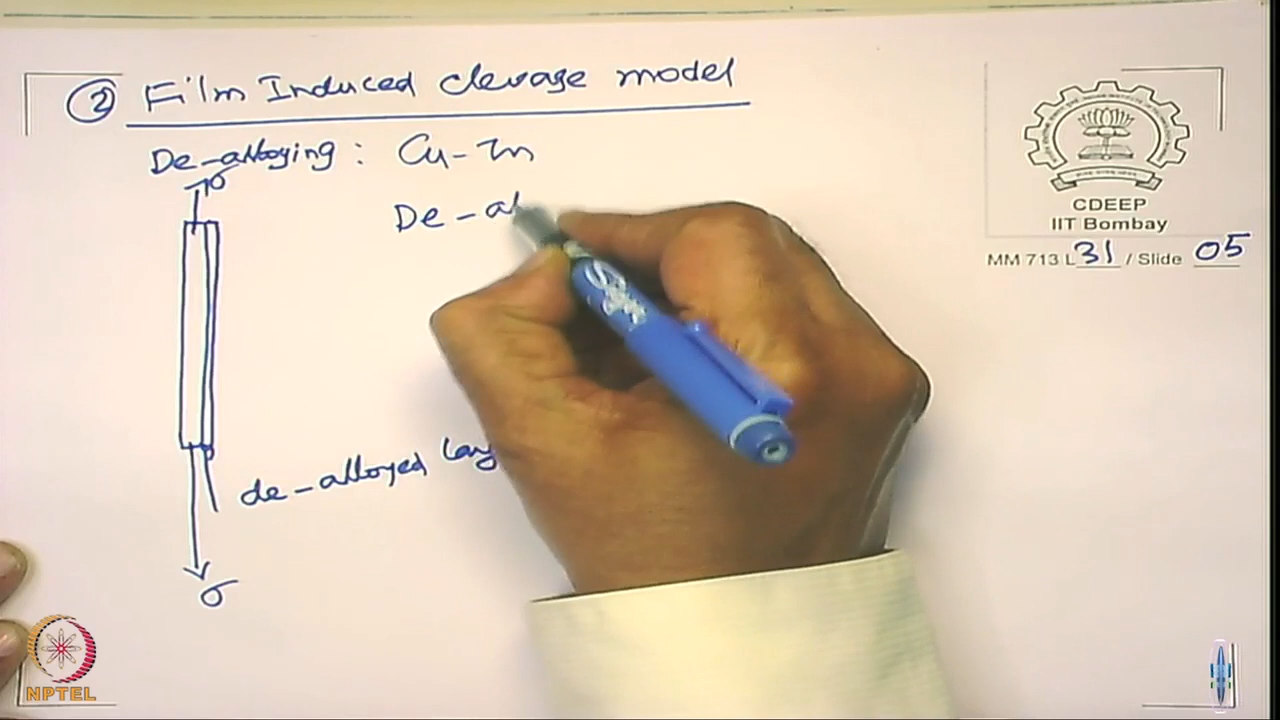 ② Film Induced clevage model
De-alloying : Cu-Zn
σ
De-al
de-alloyed lay
σ
CDEEP
IIT Bombay
MM 713 L 31 / Slide 05
NPTEL